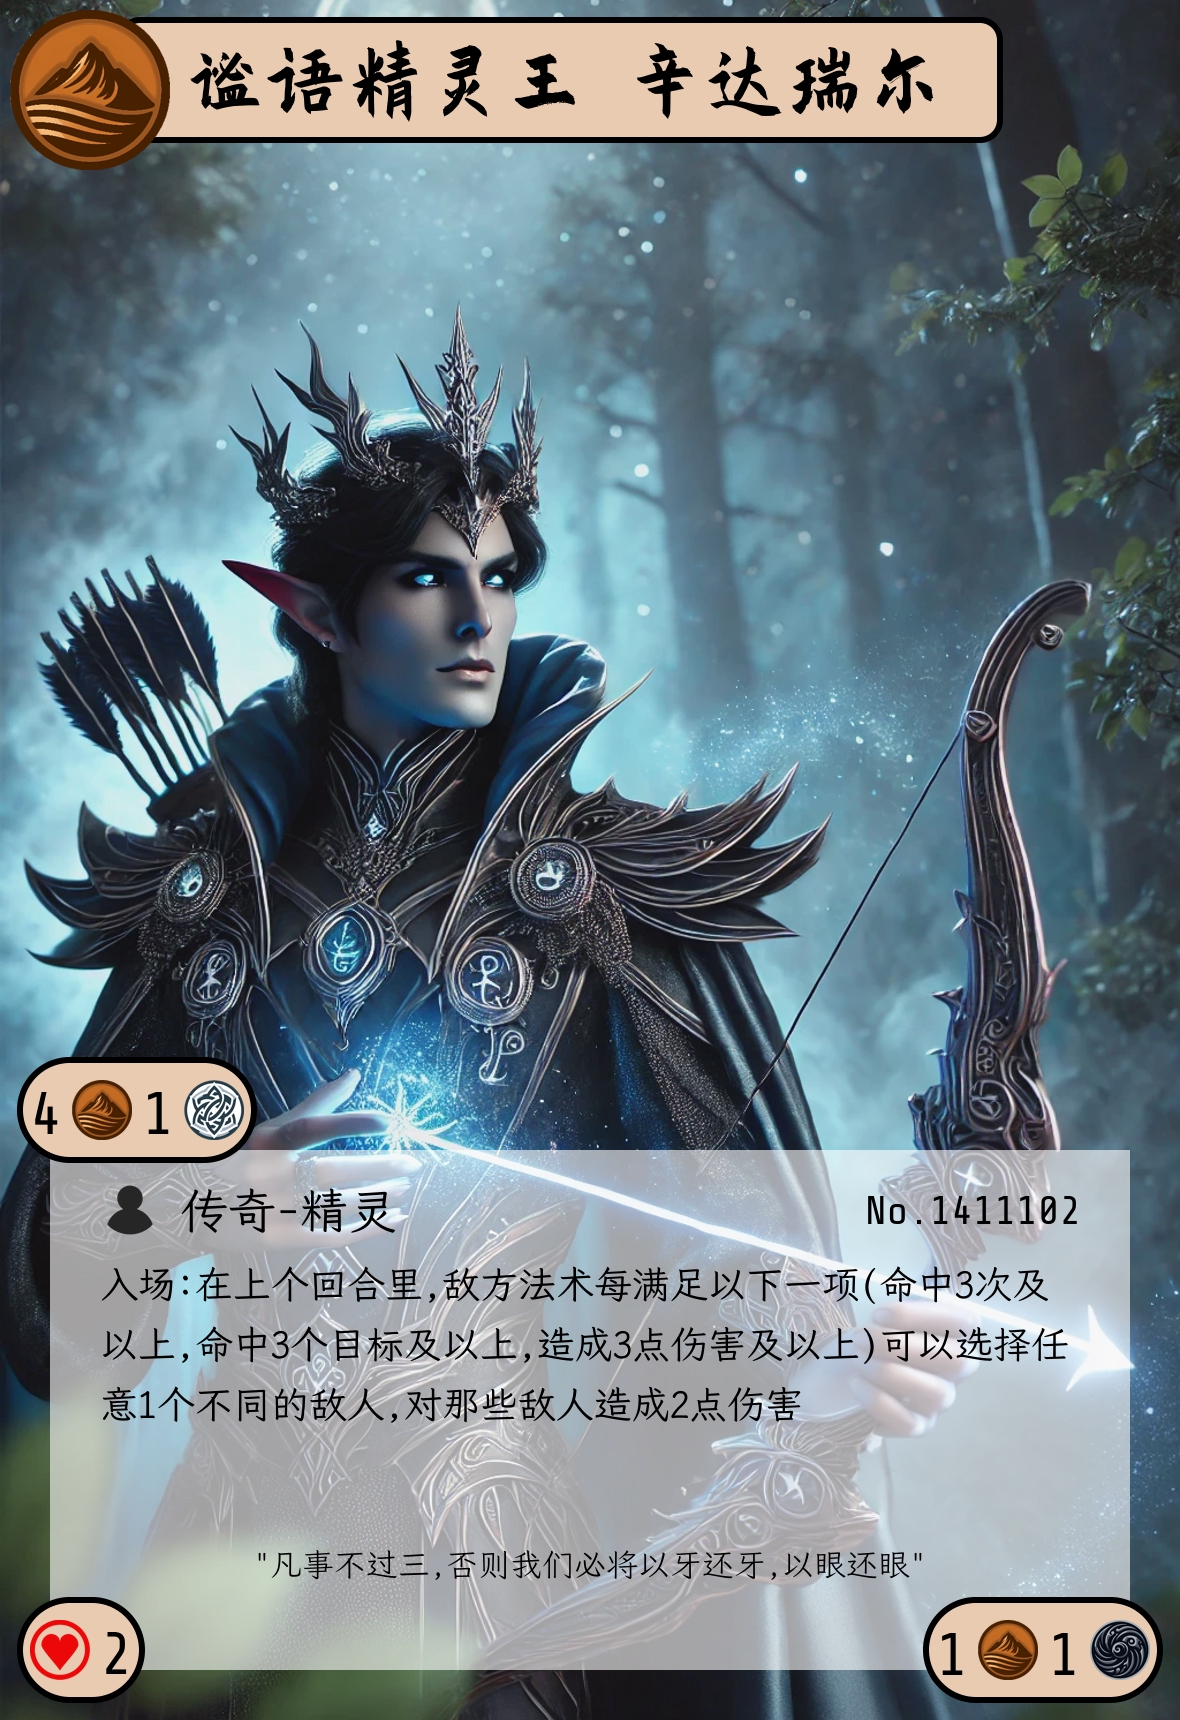 谧语精灵王 辛达瑞尔
4 1
传奇-精灵
No.1411102
入场:在上个回合里,敌方法术每满足以下一项(命中3次及
以上,命中3个目标及以上,造成3点伤害及以上)可以选择任
意1个不同的敌人,对那些敌人造成2点伤害
"凡事不过三,否则我们必将以牙还牙,以眼还眼"
2
1 1